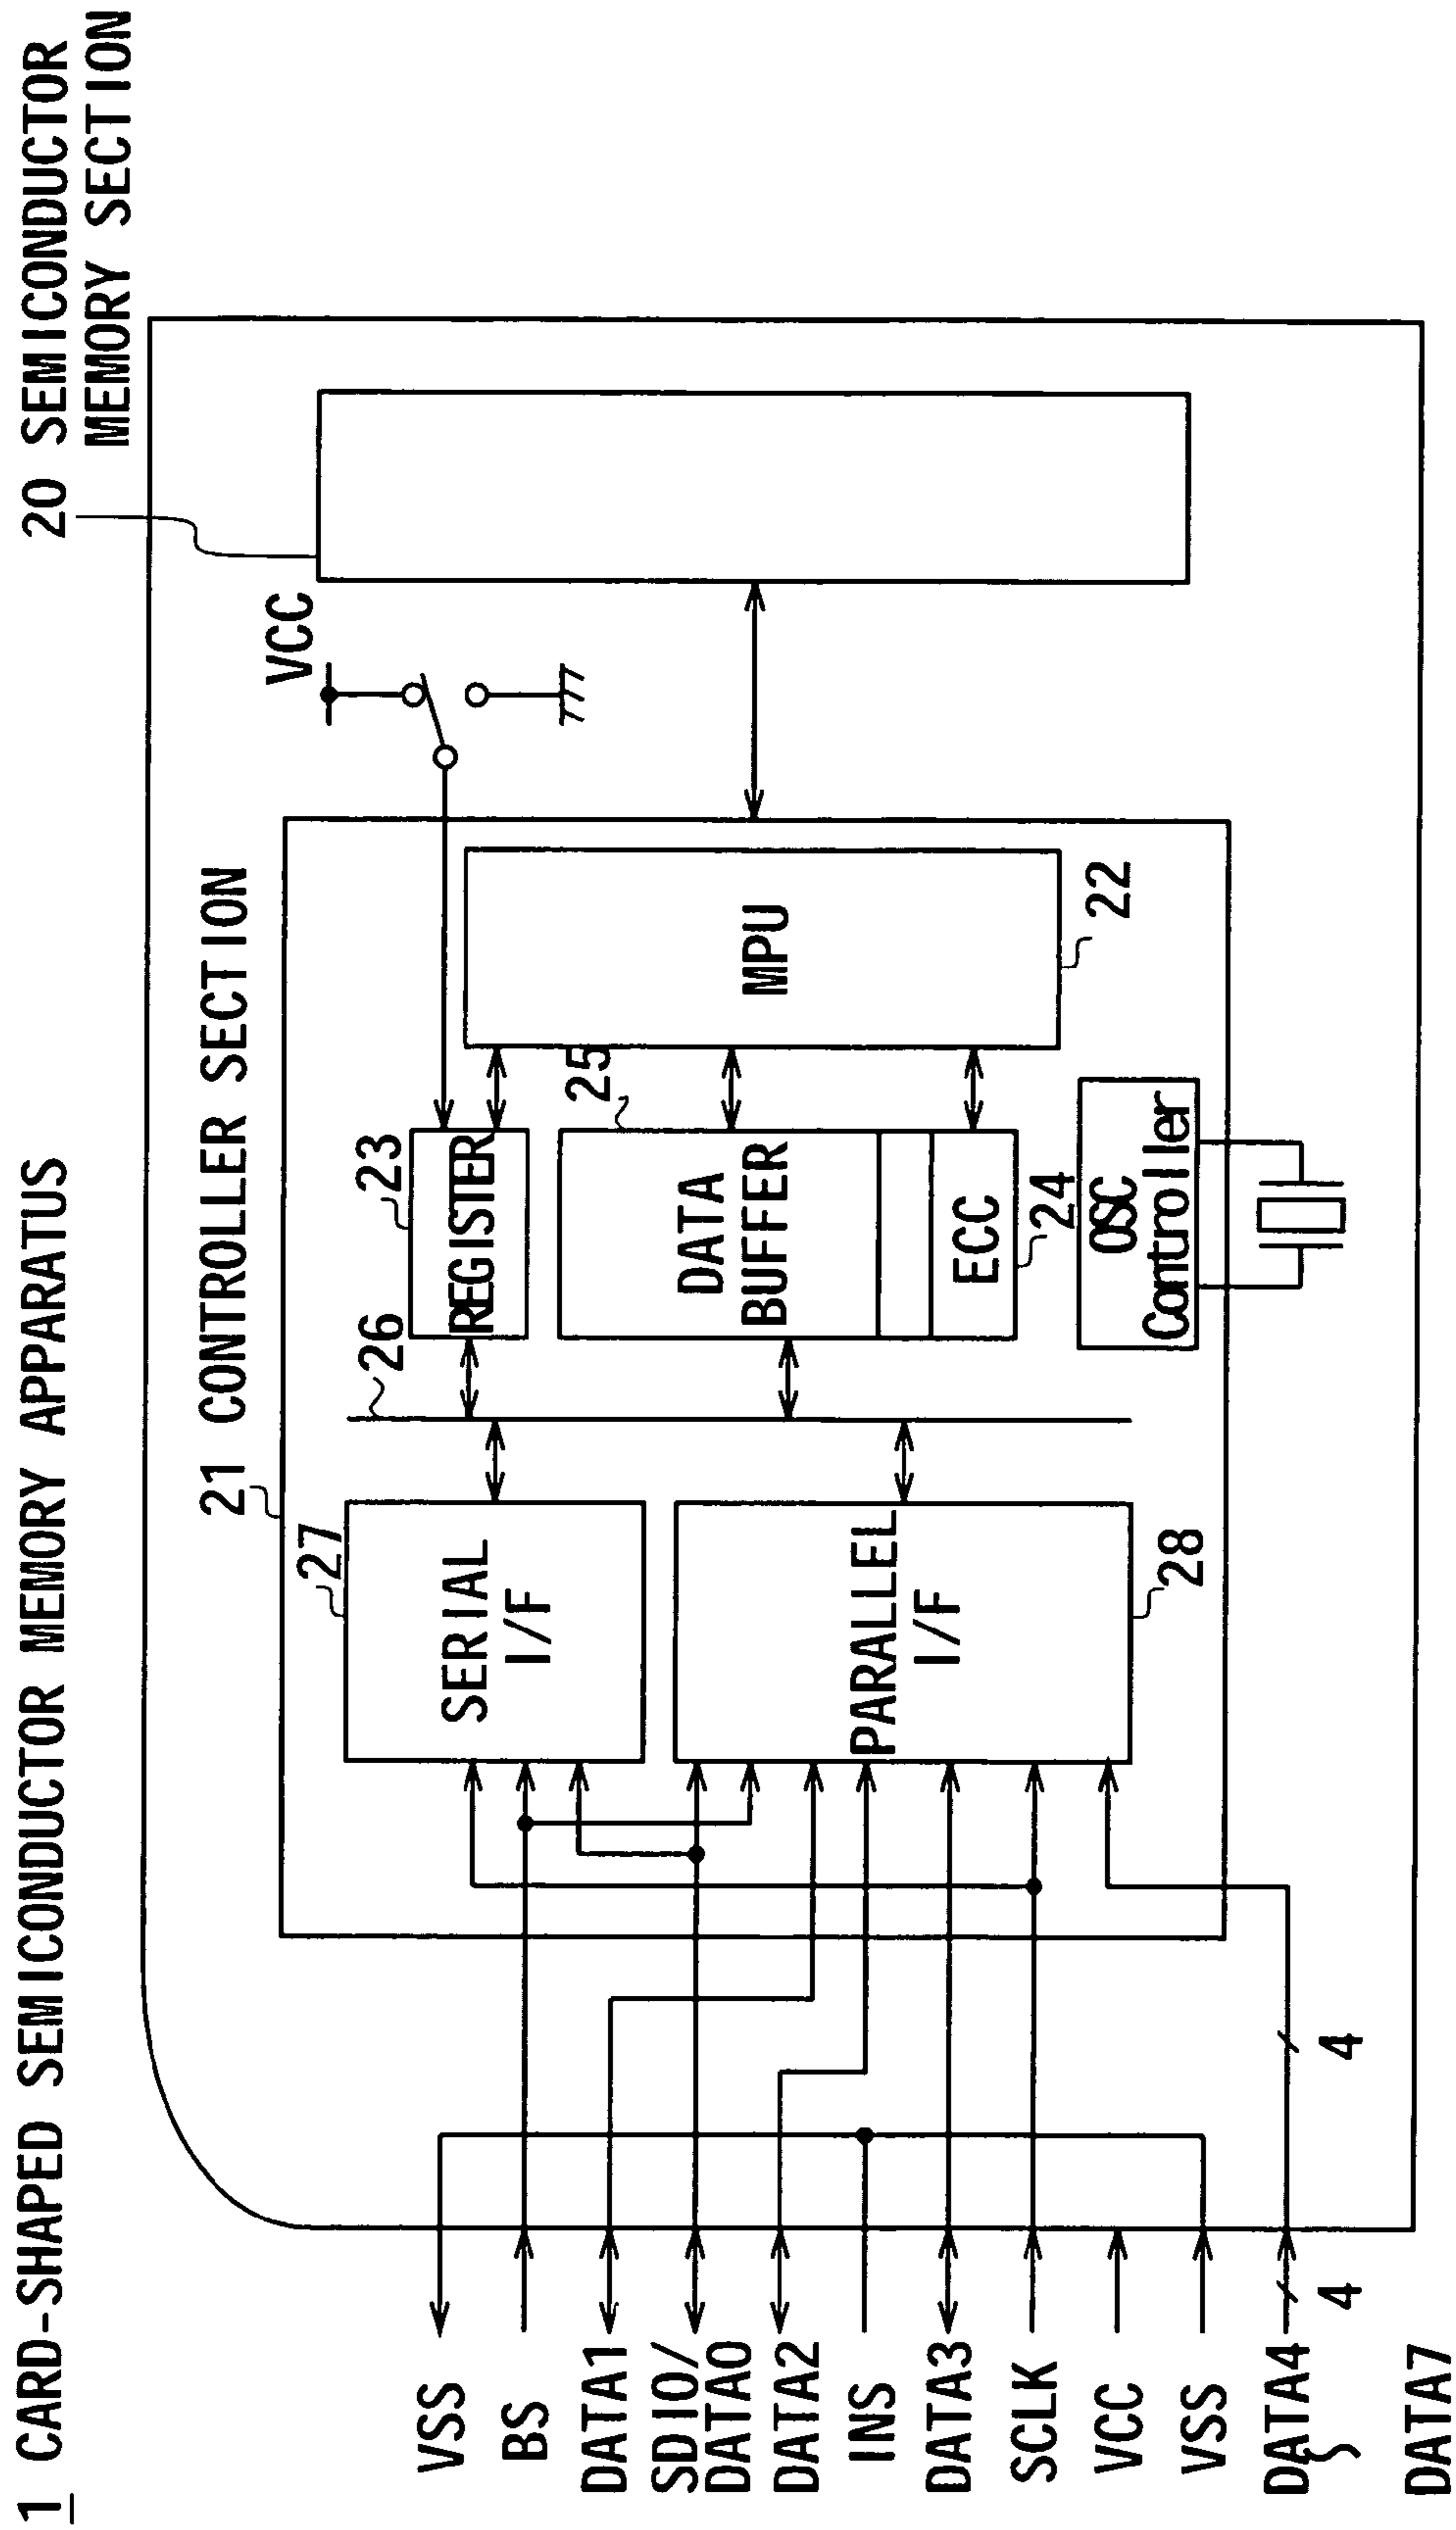 1 CARD-SHAPED SEMICONDUCTOR MEMORY APPARATUS
20 SEMICONDUCTOR
MEMORY SECTION
21 CONTROLLER SECTION
VCC
27
26
23
25
SERIAL
I/F
REGISTER
DATA
BUFFER
MPU
22
PARALLEL
I/F
28
ECC
24
OSC
Controller
VSS
BS
DATA1
SDIO/
DATA0
DATA2
INS
DATA3
SCLK
VCC
VSS
DATA4
DATA7
4
4